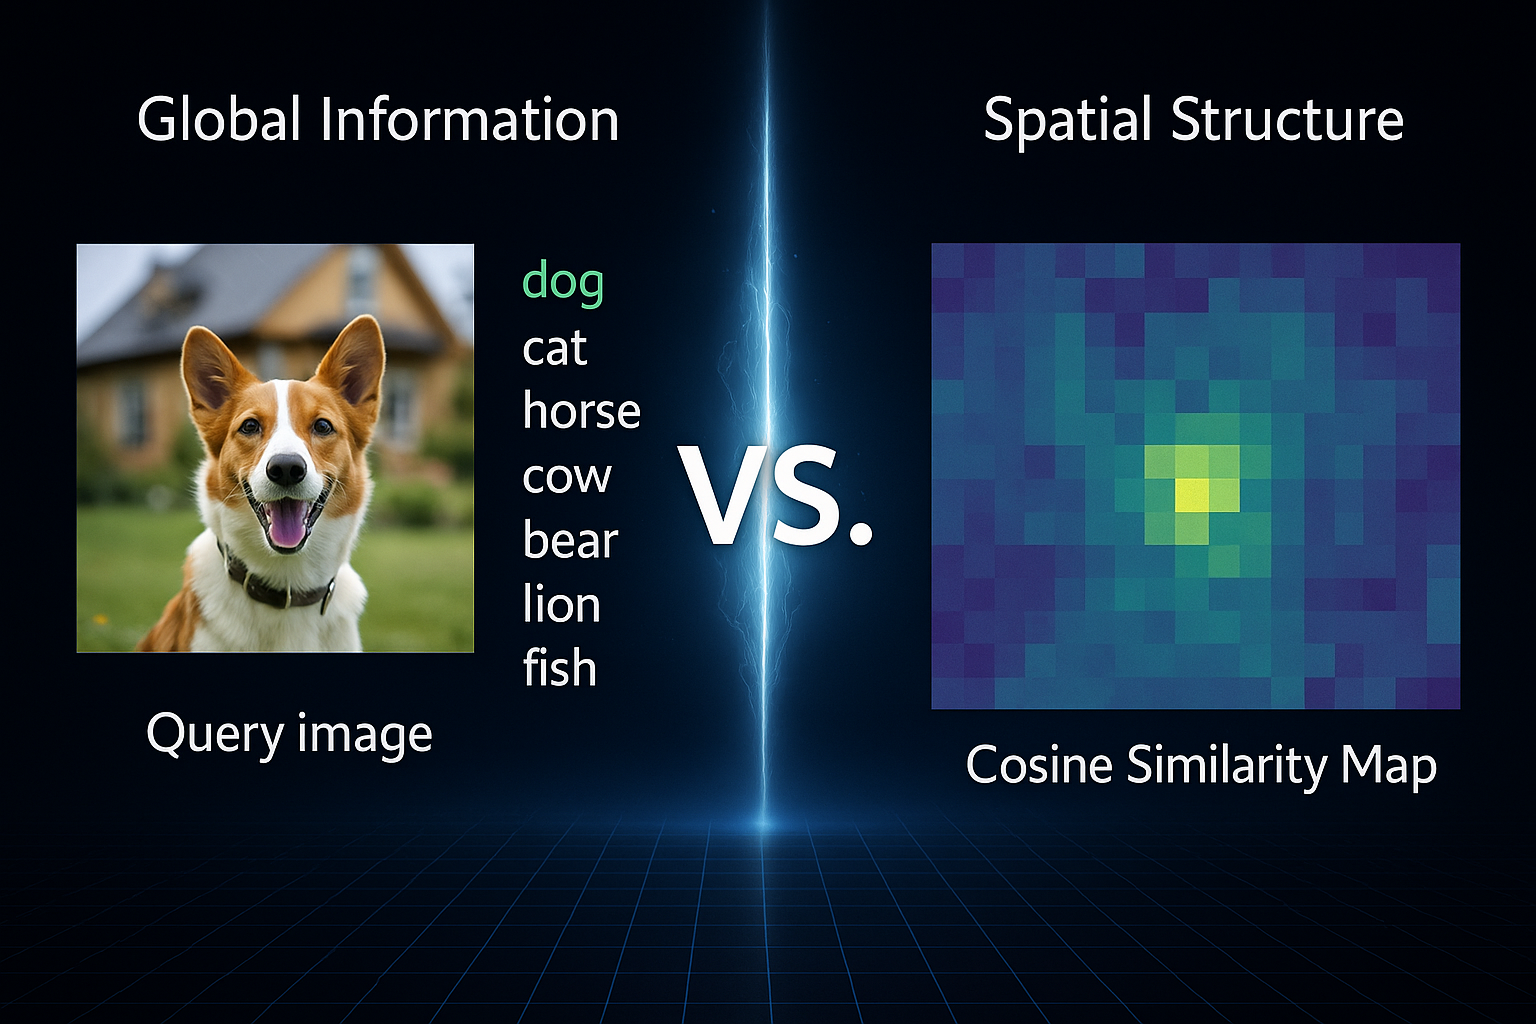 Global Information
dog
cat
horse
cow
bear
lion
fish
Query image
VS.
Spatial Structure
Cosine Similarity Map